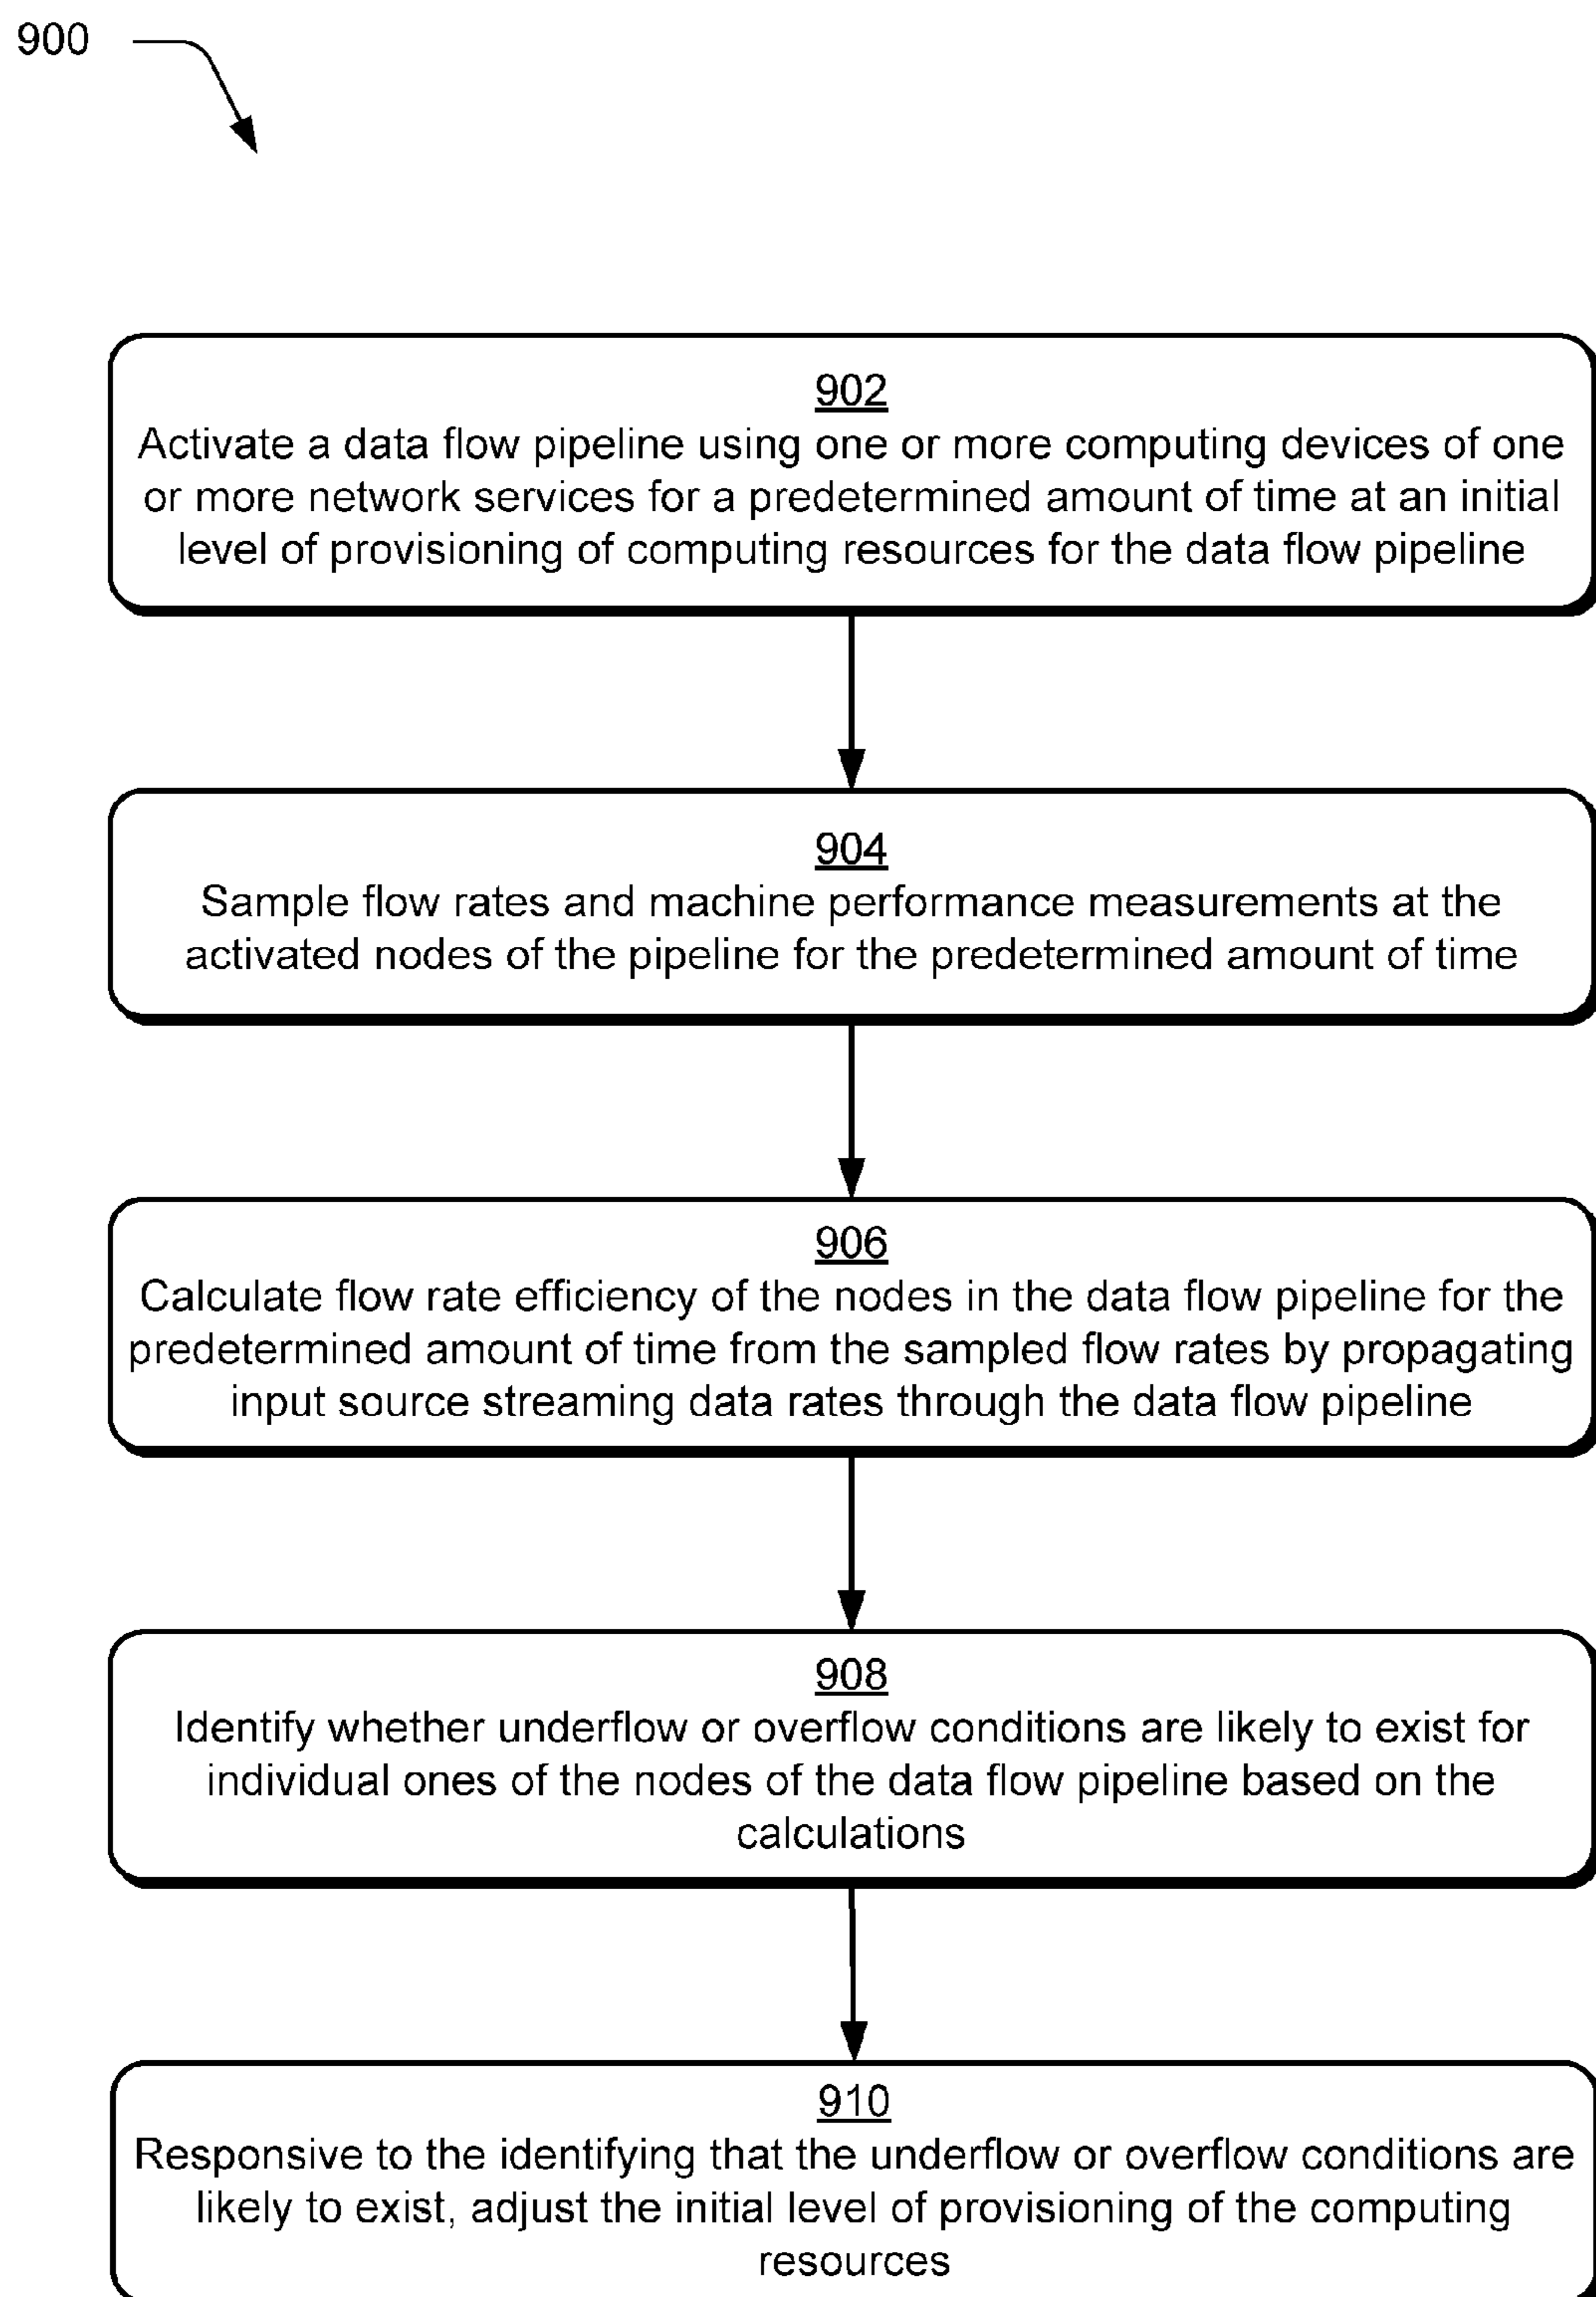 900
902
Activate a data flow pipeline using one or more computing devices of one
or more network services for a predetermined amount of time at an initial
level of provisioning of computing resources for the data flow pipeline
904
Sample flow rates and machine performance measurements at the
activated nodes of the pipeline for the predetermined amount of time
906
Calculate flow rate efficiency of the nodes in the data flow pipeline for the
predetermined amount of time from the sampled flow rates by propagating
input source streaming data rates through the data flow pipeline
908
Identify whether underflow or overflow conditions are likely to exist for
individual ones of the nodes of the data flow pipeline based on the
calculations
910
Responsive to the identifying that the underflow or overflow conditions are
likely to exist, adjust the initial level of provisioning of the computing
resources